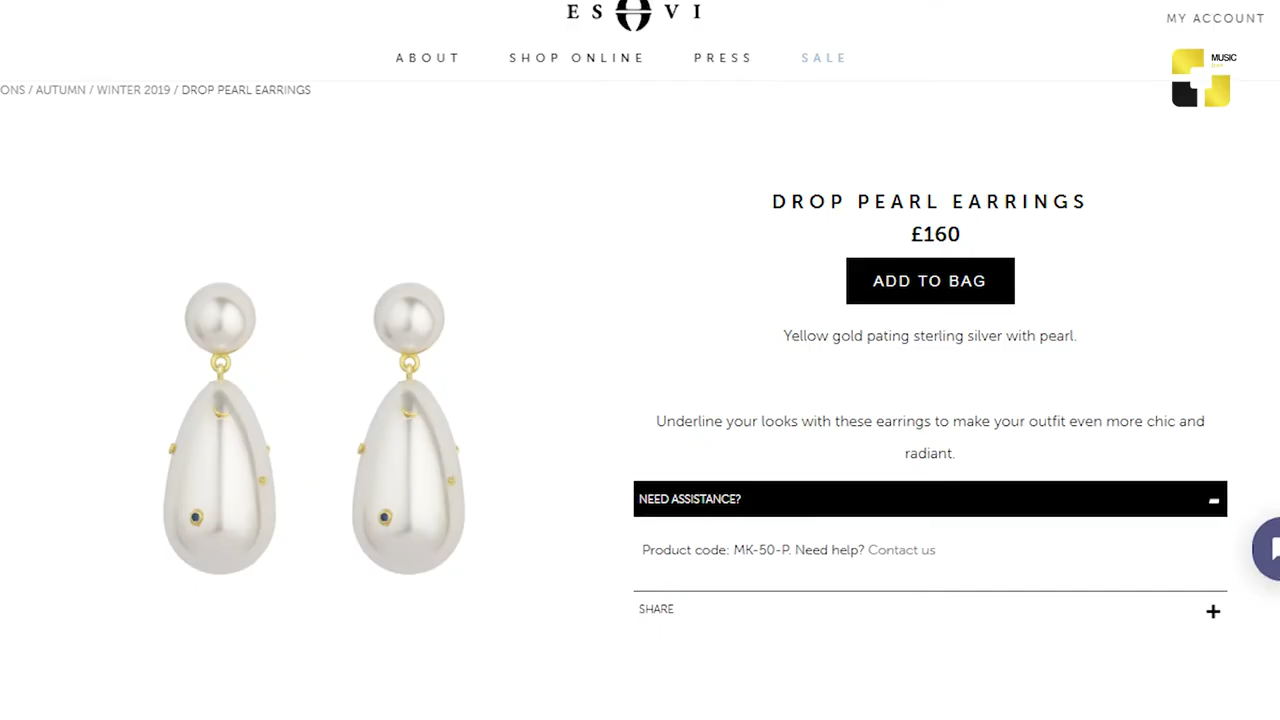 ES VI
MY ACCOUNT
ABOUT SHOP ONLINE PRESS SALE
MUSIC
ONS / AUTUMN / WINTER 2019 / DROP PEARL EARRINGS
DROP PEARL EARRINGS
£160
ADD TO BAG
Yellow gold pating sterling silver with pearl.
Underline your looks with these earrings to make your outfit even more chic and
radiant.
NEED ASSISTANCE?
Product code: MK-50-P. Need help? Contact us
SHARE